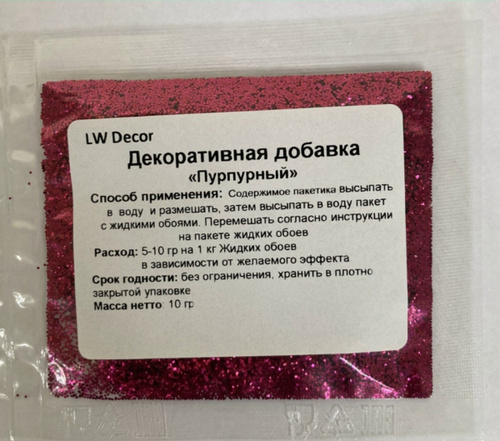 LW Decor
Декоративная добавка
«Пурпурный»
Способ применения: Содержимое пакетика высыпать
в воду и размешать, затем высыпать в воду пакет
с жидкими обоями. Перемешать согласно инструкции
на пакете жидких обоев
Расход: 5-10 гр на 1 кг Жидких обоев
в зависимости от желаемого эффекта
Срок годности: без ограничения, хранить в плотно
закрытой упаковке
Масса нетто: 10 гр